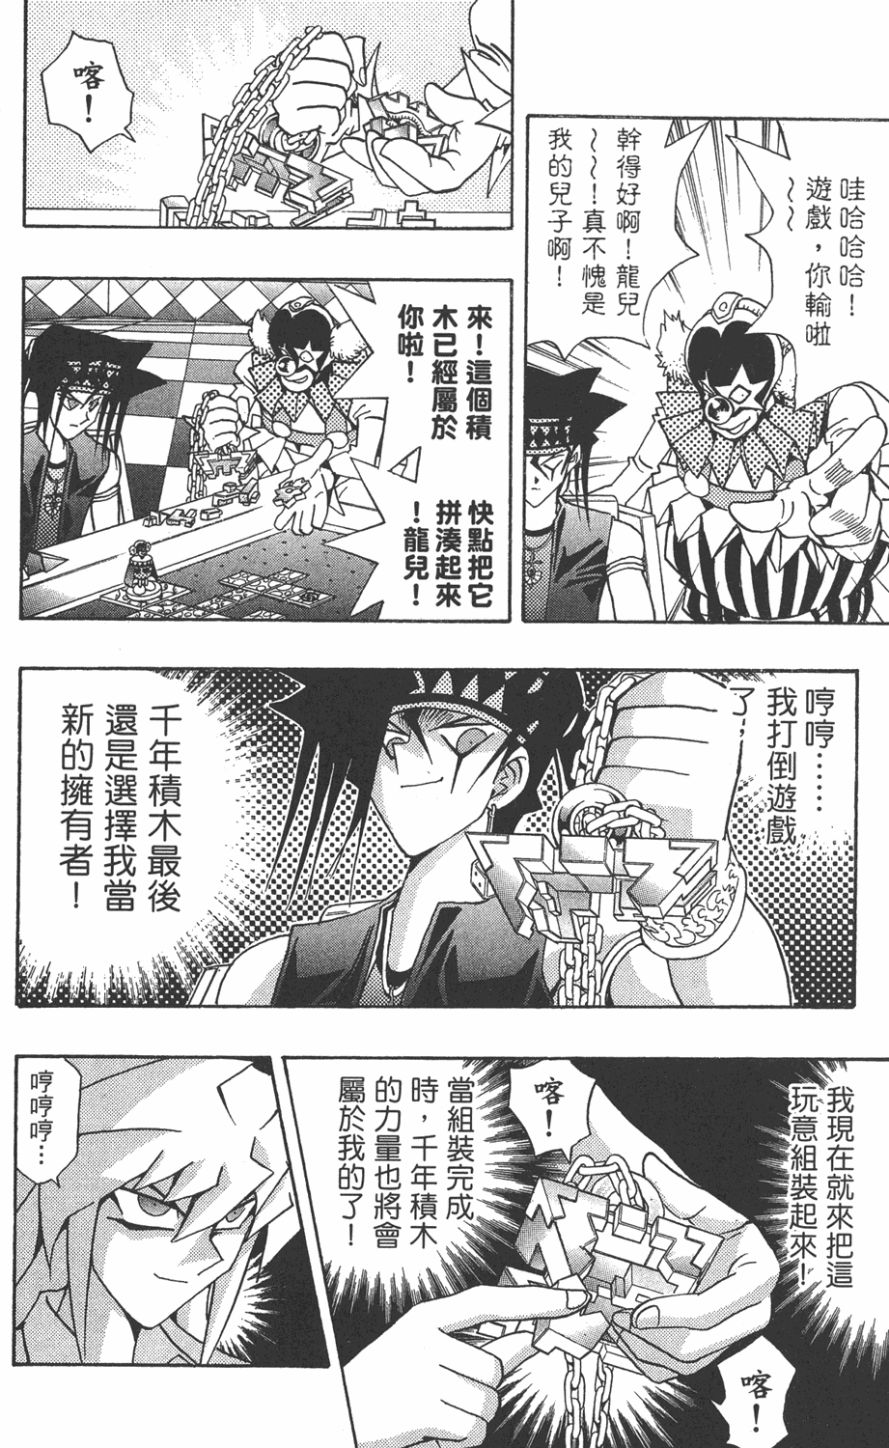 哇哈哈哈！
遊戲，你輸啦
～～
幹得好啊！龍兒
～～！真不愧是
我的兒子啊！
喀！
來！這個積
木已經屬於
你啦！
快點把它
拼湊起來
！龍兒！
哼哼……
我打倒遊戲
了，
千年積木最後
還是選擇我當
新的擁有者！
我現在就來把這
玩意組裝起來！
喀！
喀！
當組裝完成
時，千年積木
的力量也將會
屬於我的了！
哼哼哼…